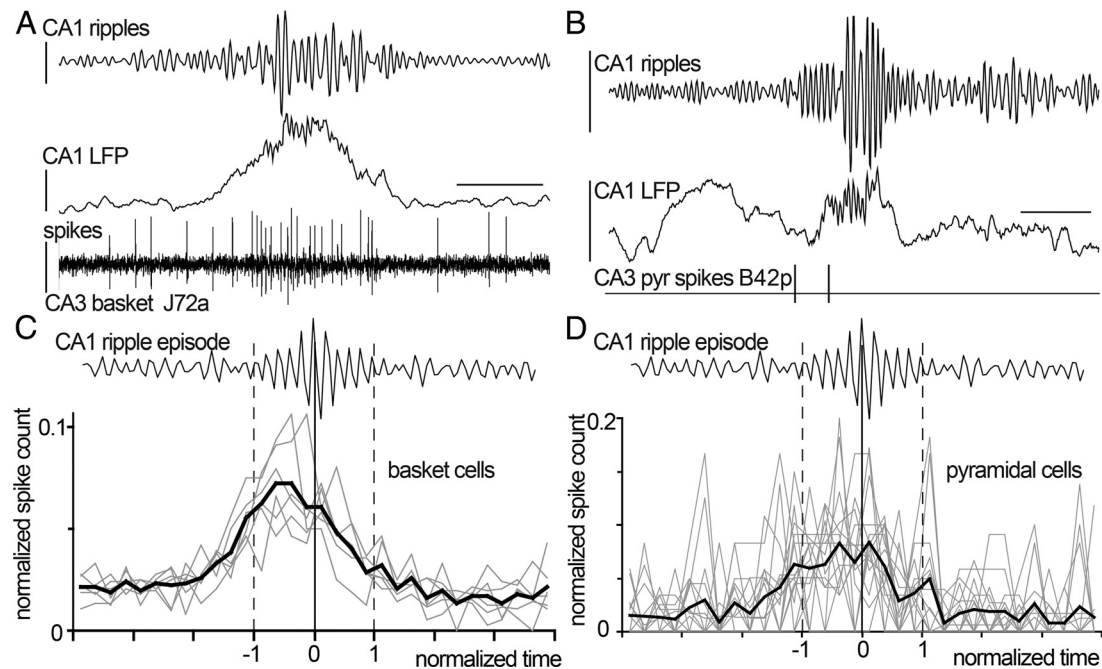 A
CA1 ripples
CA1 LFP
spikes
CA3 basket J72a
B
CA1 ripples
CA1 LFP
CA3 pyr spikes B42p
C
CA1 ripple episode
normalized spike count
0.1
0
basket cells
-1 0 1 normalized time
D
CA1 ripple episode
normalized spike count
0.2
0
pyramidal cells
-1 0 1 normalized time